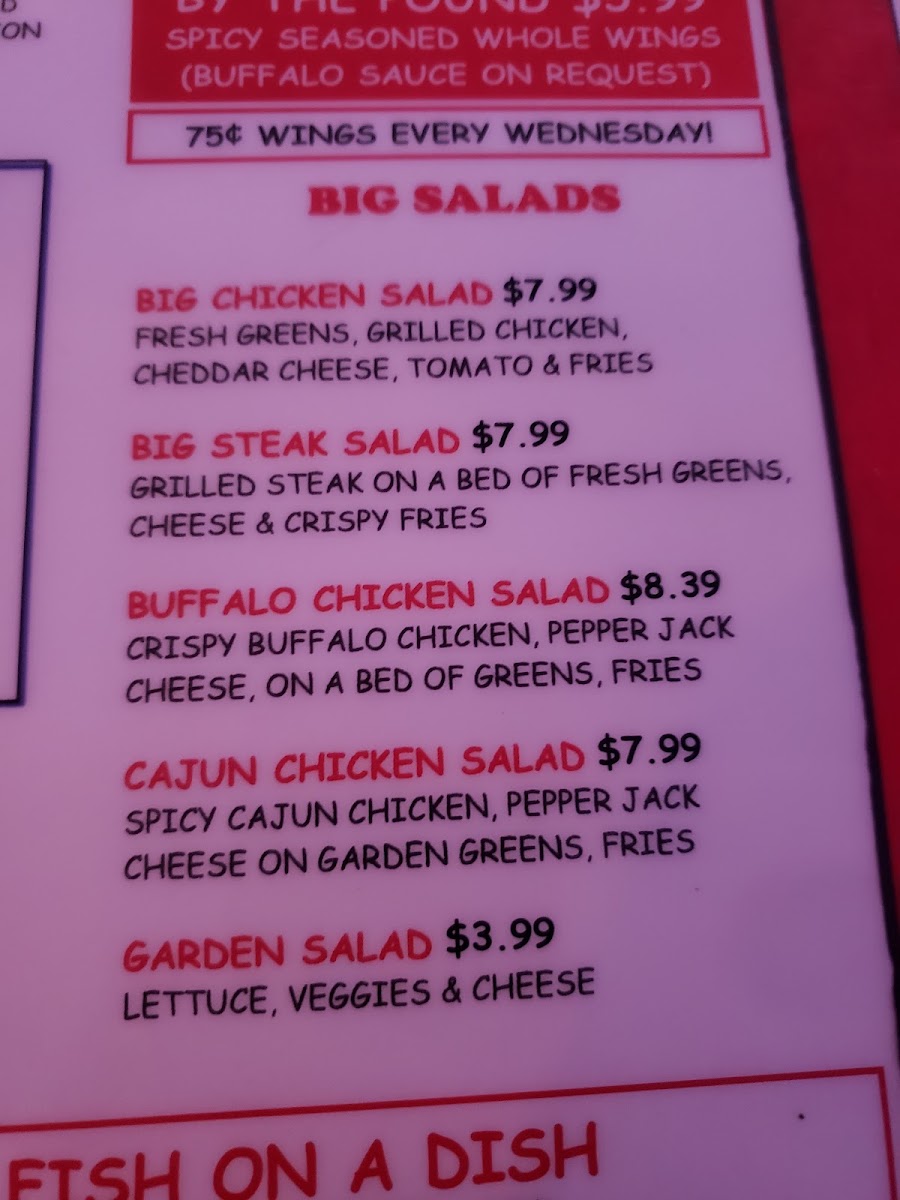 ON
BY THE POUND
SPICY SEASONED WHOLE WINGS
(BUFFALO SAUCE ON REQUEST)
75¢ WINGS EVERY WEDNESDAY!
BIG SALADS
BIG CHICKEN SALAD $7.99
FRESH GREENS, GRILLED CHICKEN,
CHEDDAR CHEESE, TOMATO & FRIES
BIG STEAK SALAD $7.99
GRILLED STEAK ON A BED OF FRESH GREENS,
CHEESE & CRISPY FRIES
BUFFALO CHICKEN SALAD $8.39
CRISPY BUFFALO CHICKEN, PEPPER JACK
CHEESE, ON A BED OF GREENS, FRIES
CAJUN CHICKEN SALAD $7.99
SPICY CAJUN CHICKEN, PEPPER JACK
CHEESE ON GARDEN GREENS, FRIES
GARDEN SALAD $3.99
LETTUCE, VEGGIES & CHEESE
FISH ON A DISH